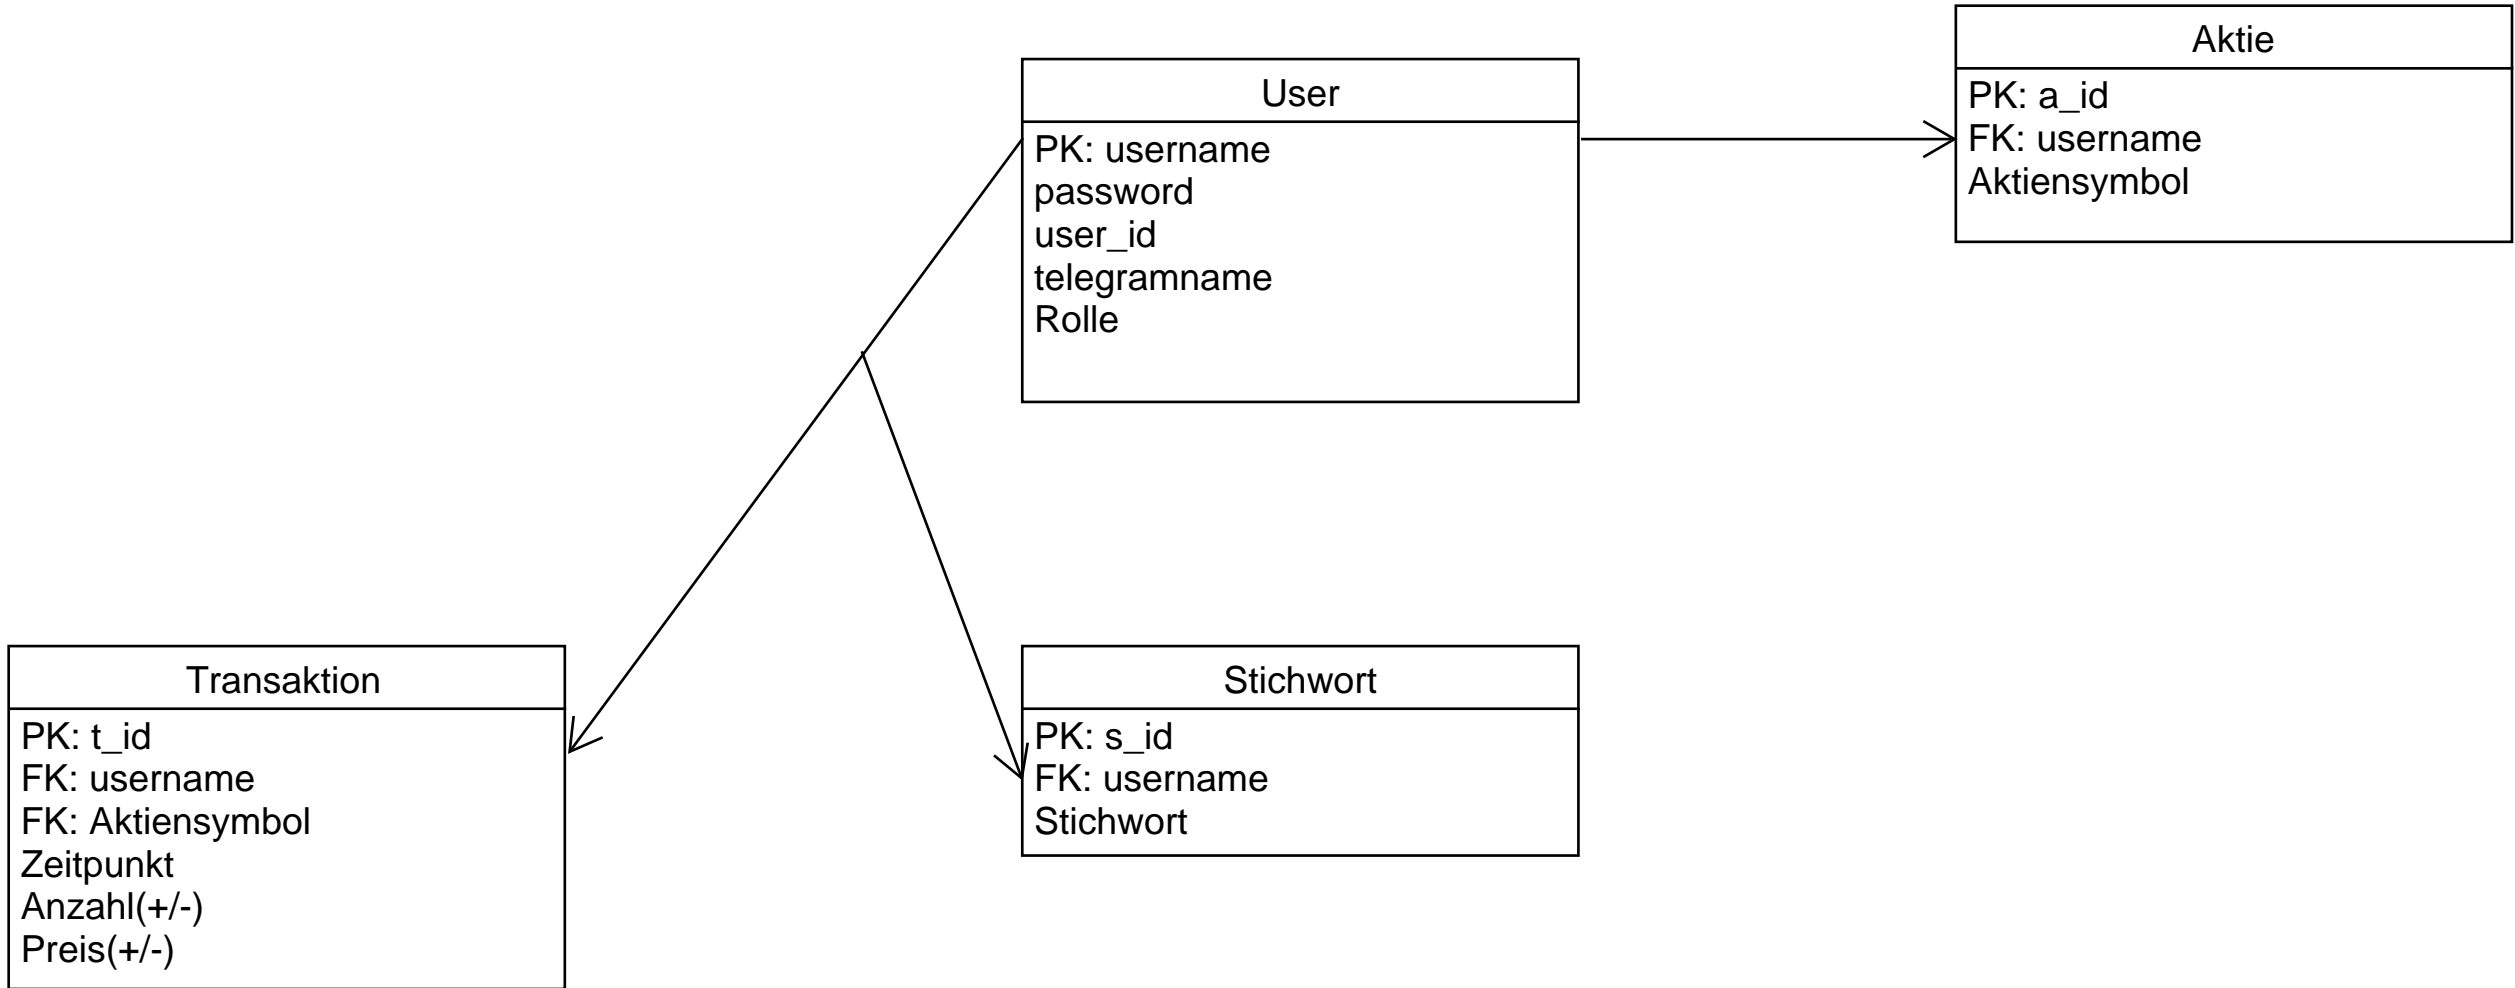 Aktie
PK: a_id
FK: username
Aktiensymbol
User
PK: username
password
user_id
telegramname
Rolle
Transaktion
PK: t_id
FK: username
FK: Aktiensymbol
Zeitpunkt
Anzahl(+/-)
Preis(+/-)
Stichwort
PK: s_id
FK: username
Stichwort